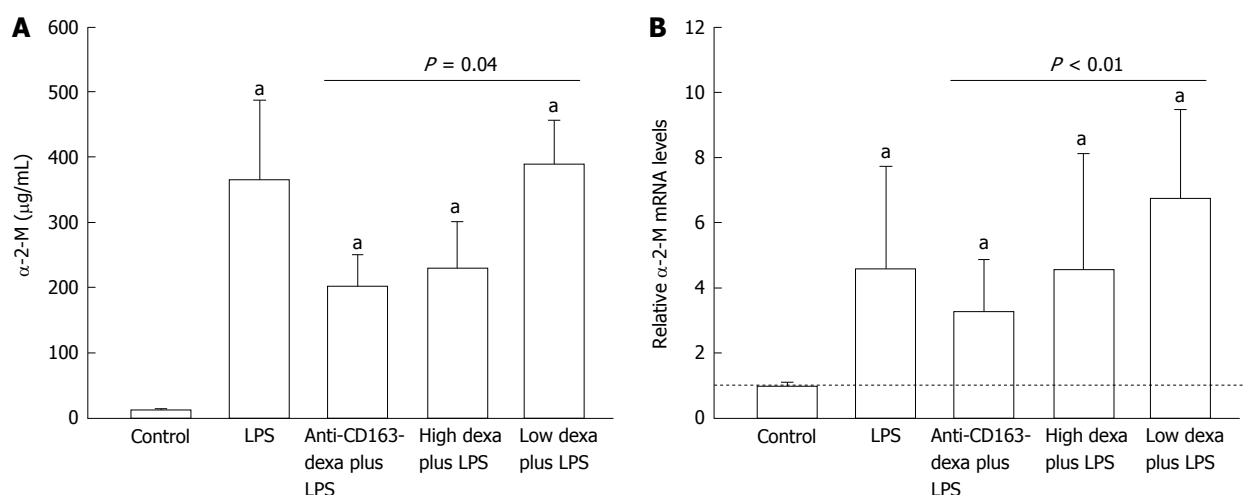 A
600
500
400
300
200
100
0
α-2-M (μg/mL)
P = 0.04
a
a
a
a
Control
LPS
Anti-CD163-
dexa plus
LPS
High dexa
plus LPS
Low dexa
plus LPS
B
12
10
8
6
4
2
0
Relative α-2-M mRNA levels
P < 0.01
a
a
a
a
Control
LPS
Anti-CD163-
dexa plus
LPS
High dexa
plus LPS
Low dexa
plus LPS